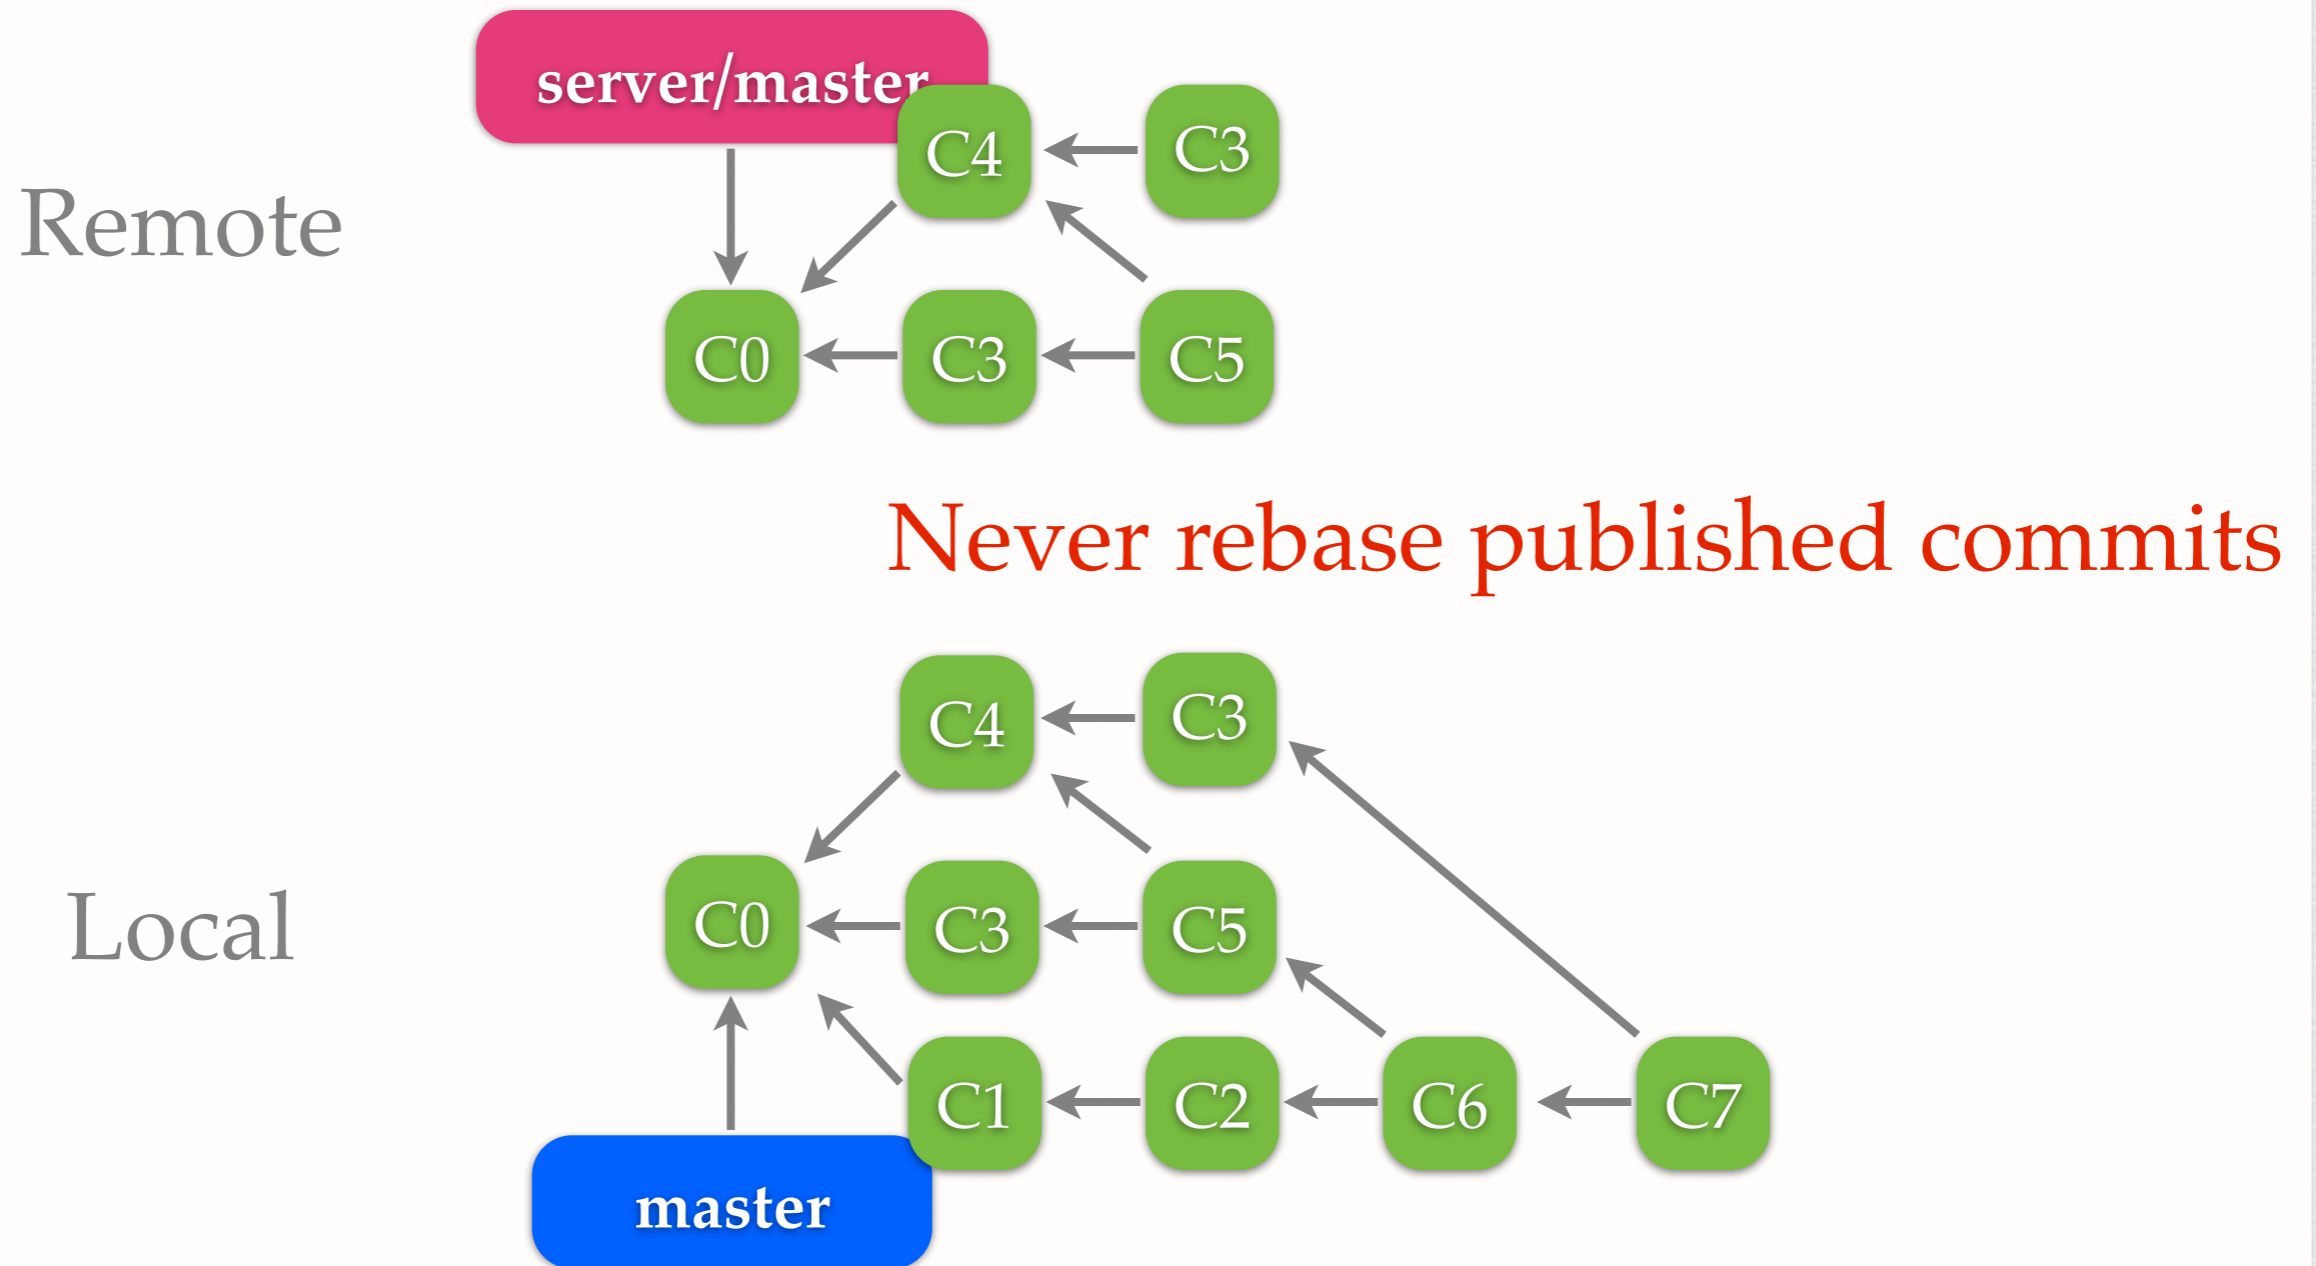 server/master
C4 C3
Remote
C0 C3 C5
Never rebase published commits
C4 C3
Local
C0 C3 C5
C1 C2 C6 C7
master